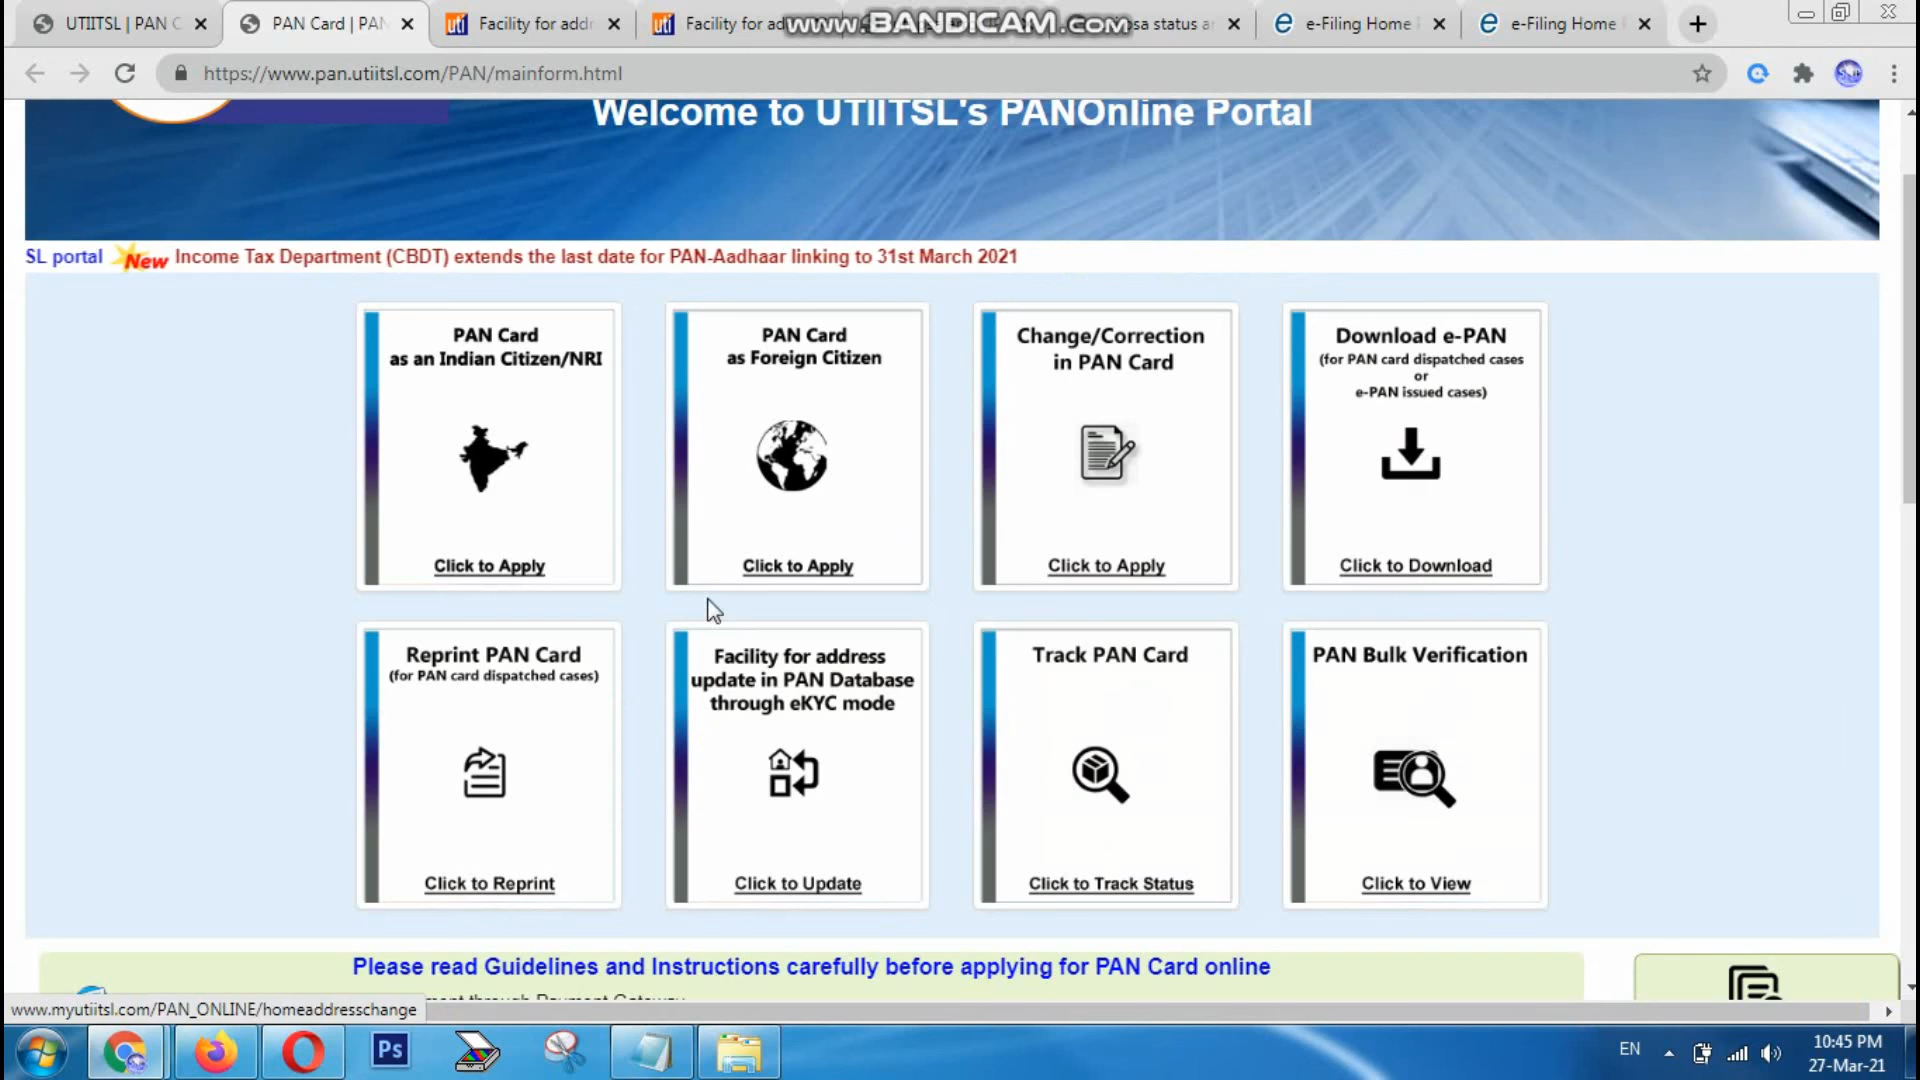 UTIITSL | PAN C
PAN Card | PAN
uti
Facility for addr
uti
Facility for ad
www.BANDICAM.com
sa status a
e-Filing Home
e-Filing Home
https://www.pan.utiitsl.com/PAN/mainform.html
Welcome to UTIITSL's PANOnline Portal
SL portal New Income Tax Department (CBDT) extends the last date for PAN-Aadhaar linking to 31st March 2021
PAN Card
as an Indian Citizen/NRI
Click to Apply
PAN Card
as Foreign Citizen
Click to Apply
Change/Correction
in PAN Card
Click to Apply
Download e-PAN
(for PAN card dispatched cases
or
e-PAN issued cases)
Click to Download
Reprint PAN Card
(for PAN card dispatched cases)
Click to Reprint
Facility for address
update in PAN Database
through eKYC mode
Click to Update
Track PAN Card
Click to Track Status
PAN Bulk Verification
Click to View
Please read Guidelines and Instructions carefully before applying for PAN Card online
www.myutiitsl.com/PAN_ONLINE/homeaddresschange
Ps
EN
10:45 PM
27-Mar-21